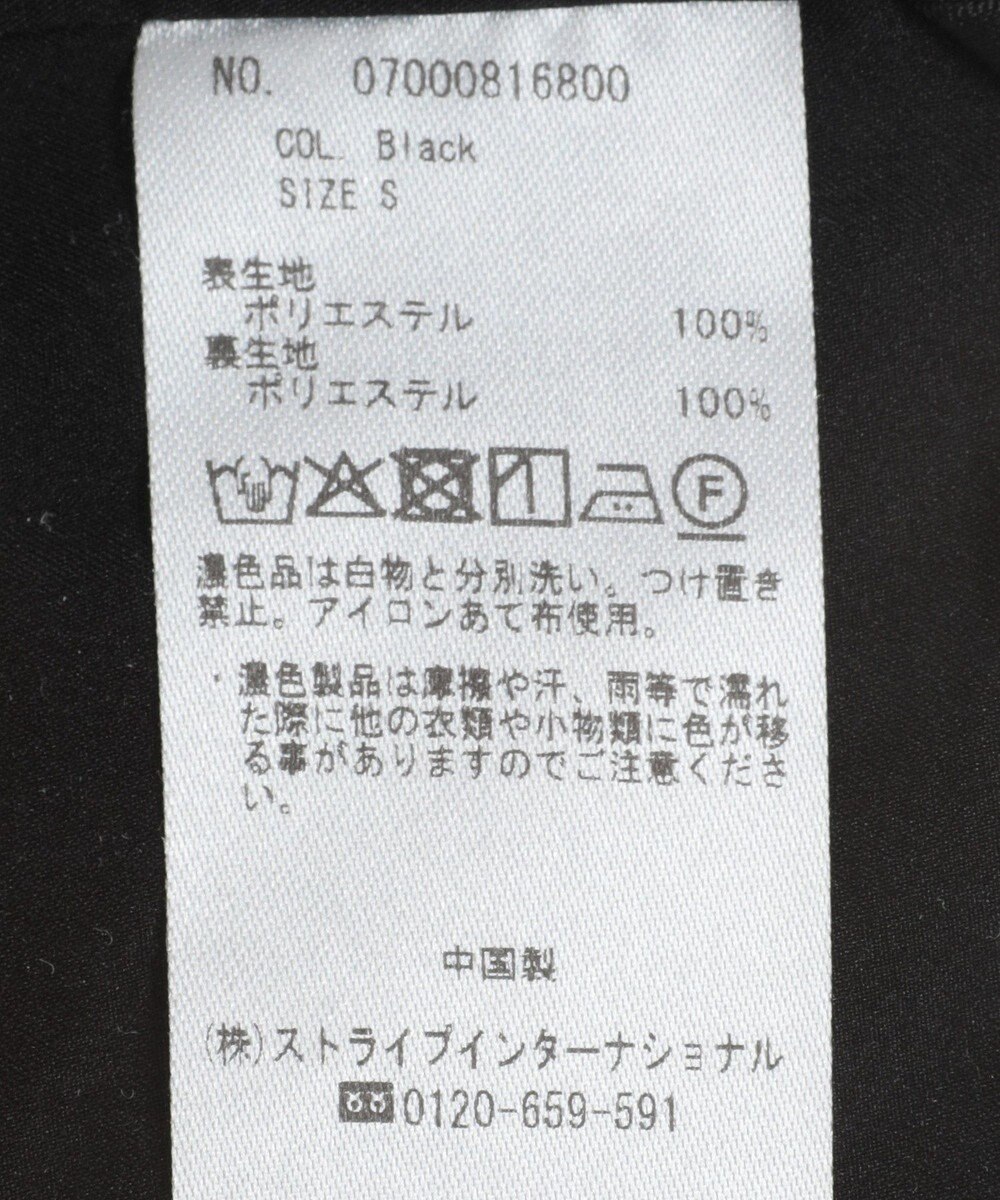 NO. 07000816800
COL. Black
SIZE S
表生地
ポリエステル 100%
裏生地
ポリエステル 100%
F
濃色品は白物と分別洗い。つけ置き
禁止。アイロンあて布使用。
・濃色製品は摩擦や汗、雨等で濡れ
た際に他の衣類や小物類に色が移
る事がありますのでご注意くださ
い。
中国製
(株)ストライプインターナショナル
0120-659-591